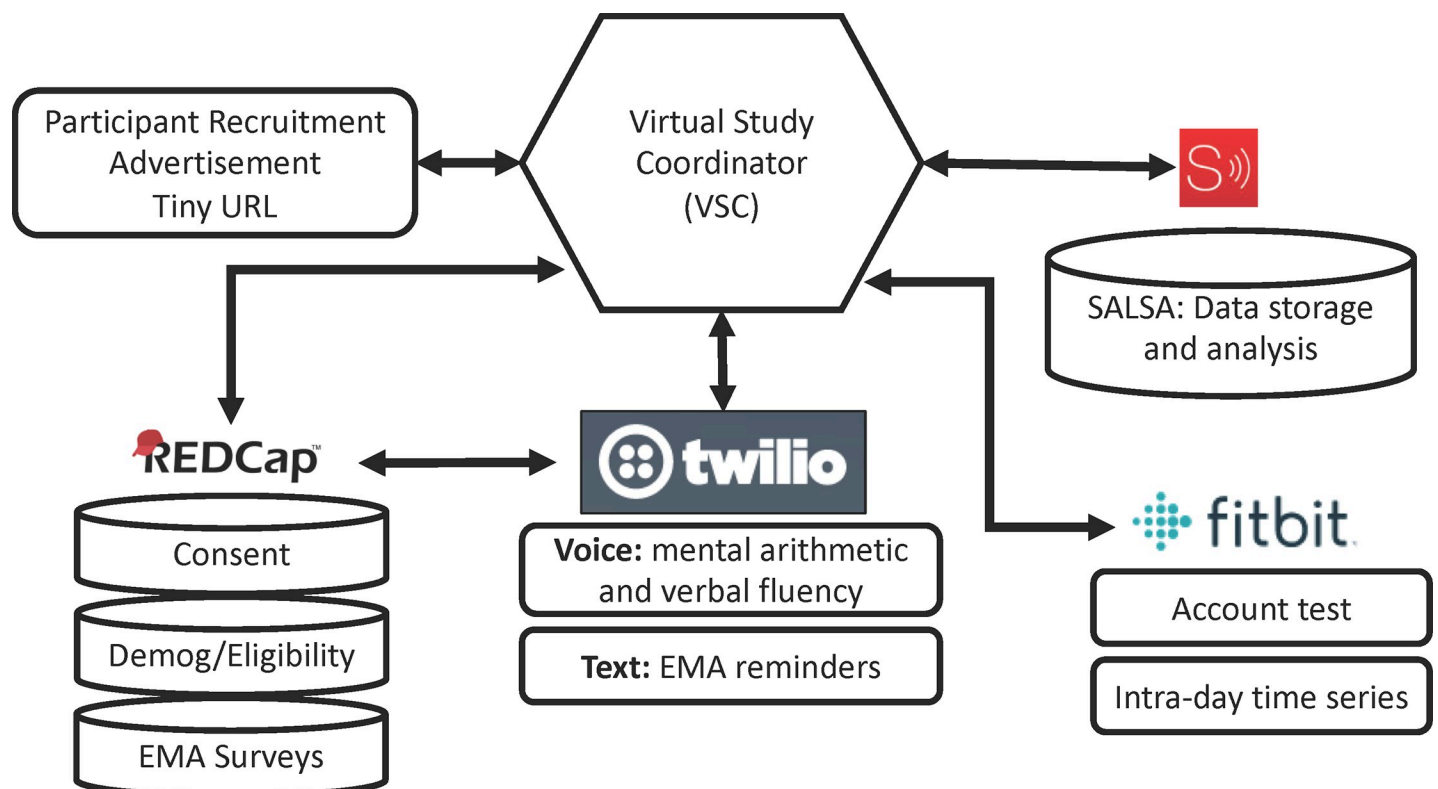 Participant Recruitment
Advertisement
Tiny URL
Virtual Study
Coordinator
(VSC)
S
SALSA: Data storage
and analysis
REDCap™
Consent
Demog/Eligibility
EMA Surveys
twilio
Voice: mental arithmetic
and verbal fluency
Text: EMA reminders
fitbit
Account test
Intra-day time series